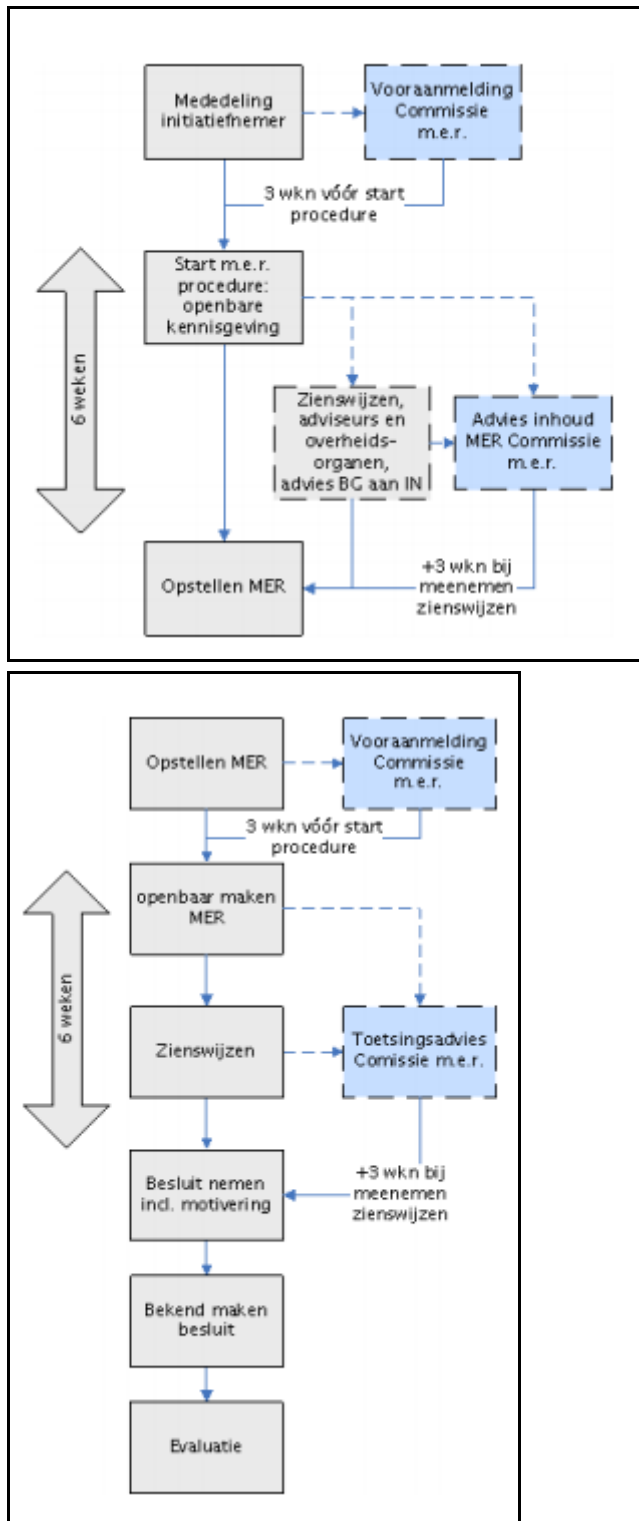 Mededeling
initiatiefnemer
Vooraanmelding
Commissie
m.e.r.
3 wkn vóór start
procedure
Start m.e.r.
procedure:
openbare
kennisgeving
6 weken
Zienswijzen,
adviseurs en
overheids-
organen,
advies BG aan IN
Advies inhoud
MER Commissie
m.e.r.
Opstellen MER
+3 wkn bij
meenemen
zienswijzen
Opstellen MER
Vooraanmelding
Commissie
m.e.r.
3 wkn vóór start
procedure
openbaar maken
MER
6 weken
Zienswijzen
Toetsingsadvies
Comissie m.e.r.
Besluit nemen
incl. motivering
+3 wkn bij
meenemen
zienswijzen
Bekend maken
besluit
Evaluatie